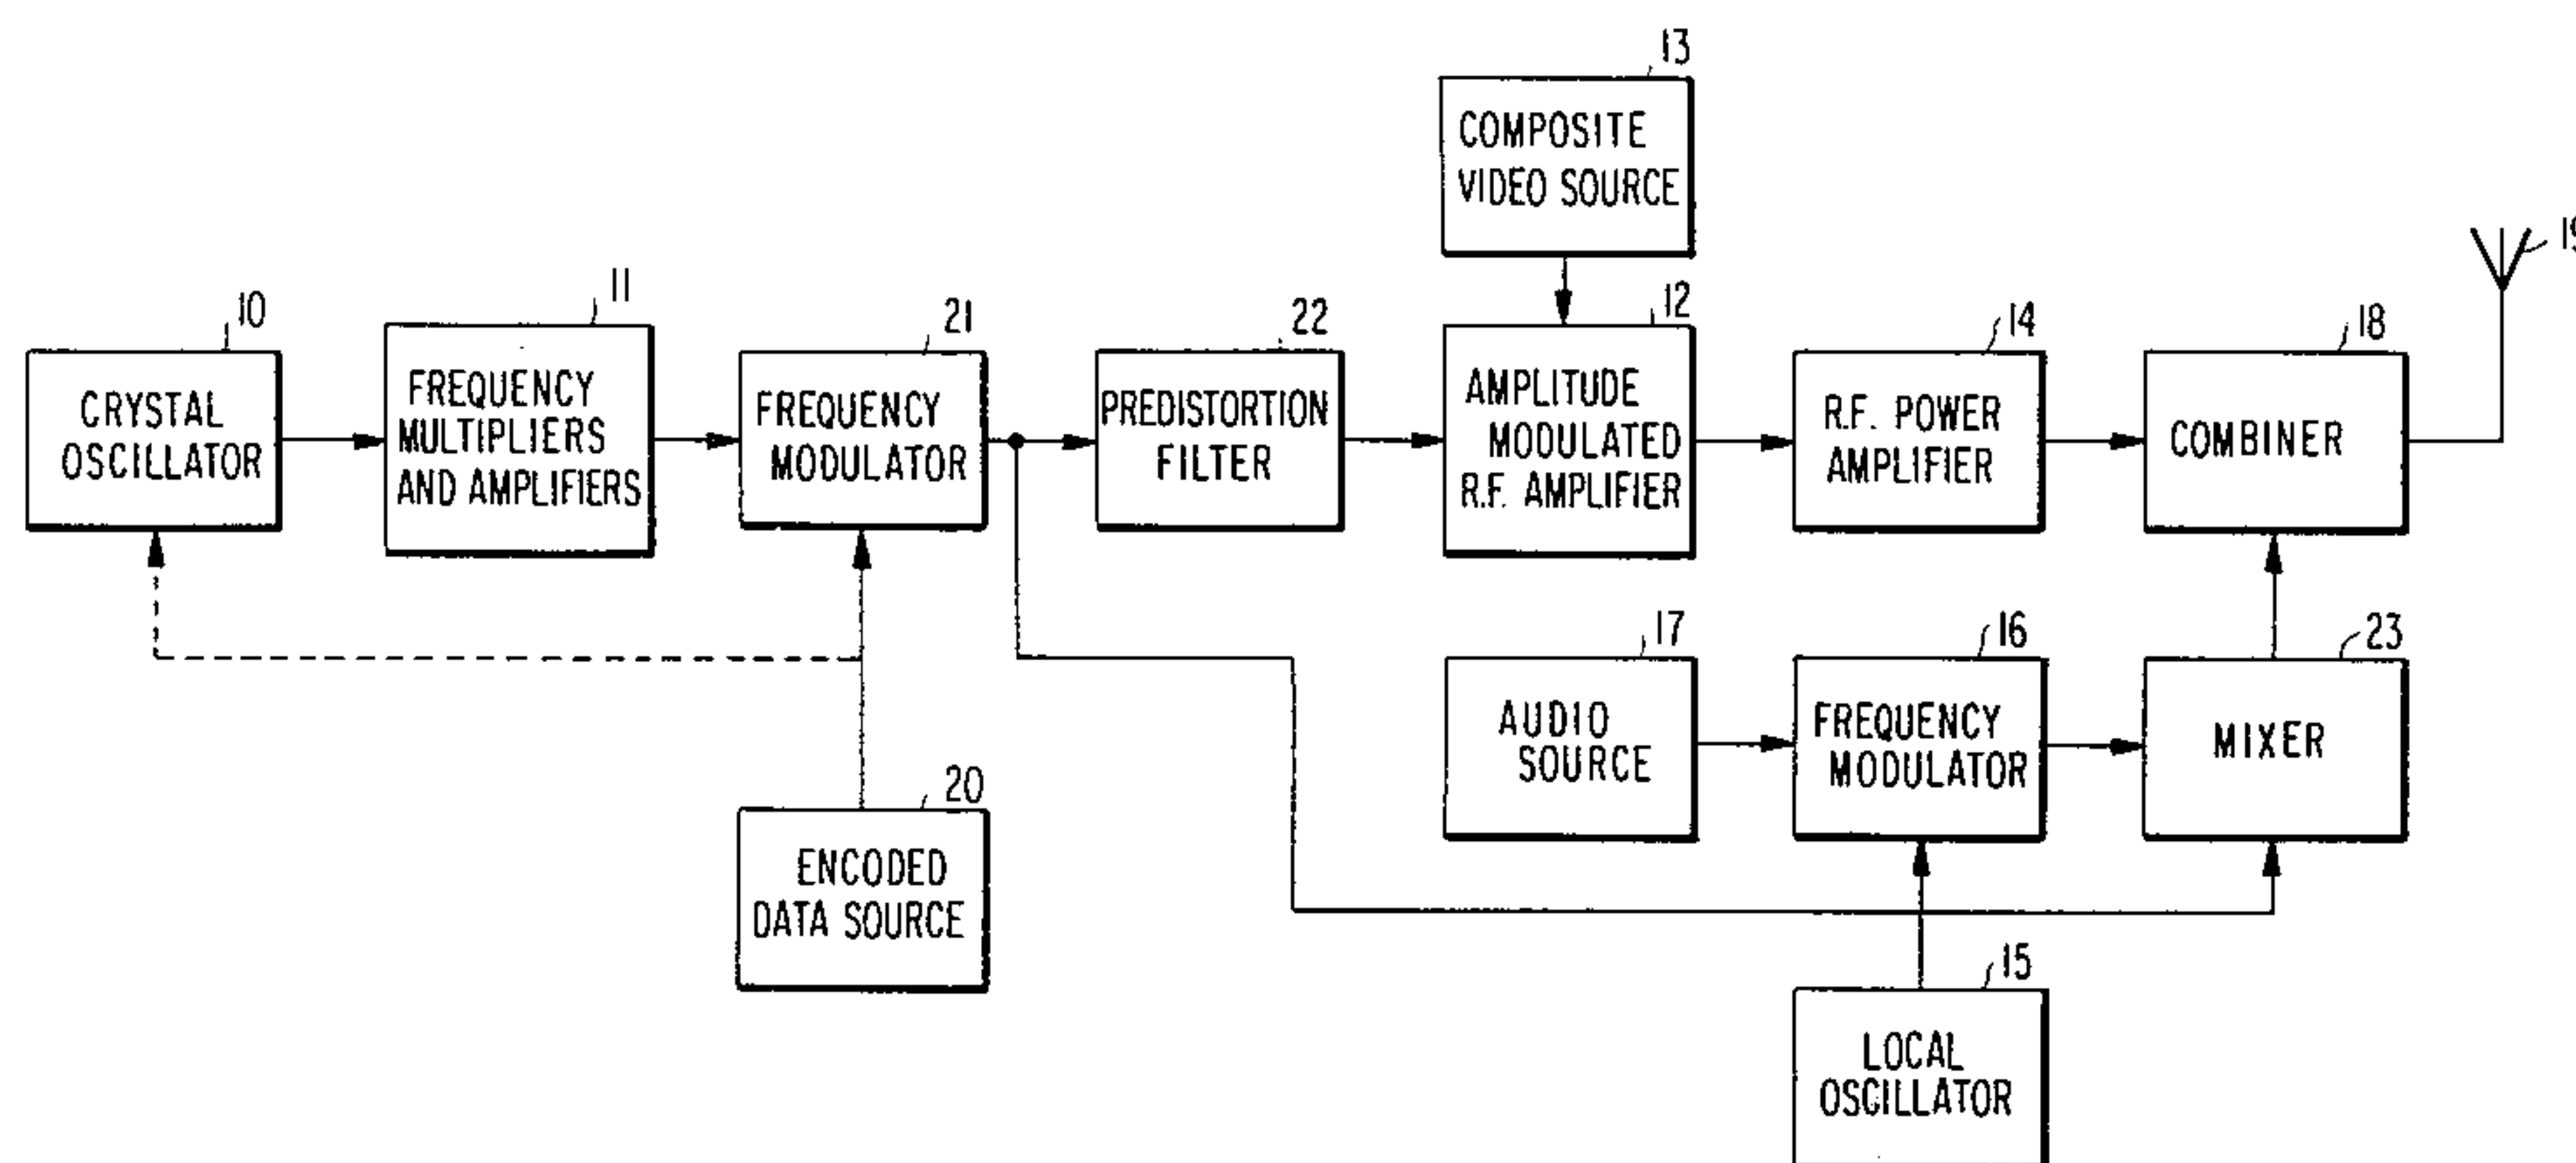 13
COMPOSITE
VIDEO SOURCE
19
10
11
21
22
12
14
18
CRYSTAL
OSCILLATOR
FREQUENCY
MULTIPLIERS
AND AMPLIFIERS
FREQUENCY
MODULATOR
PREDISTORTION
FILTER
AMPLITUDE
MODULATED
R.F. AMPLIFIER
R.F. POWER
AMPLIFIER
COMBINER
17
16
23
AUDIO
SOURCE
FREQUENCY
MODULATOR
MIXER
20
ENCODED
DATA SOURCE
15
LOCAL
OSCILLATOR